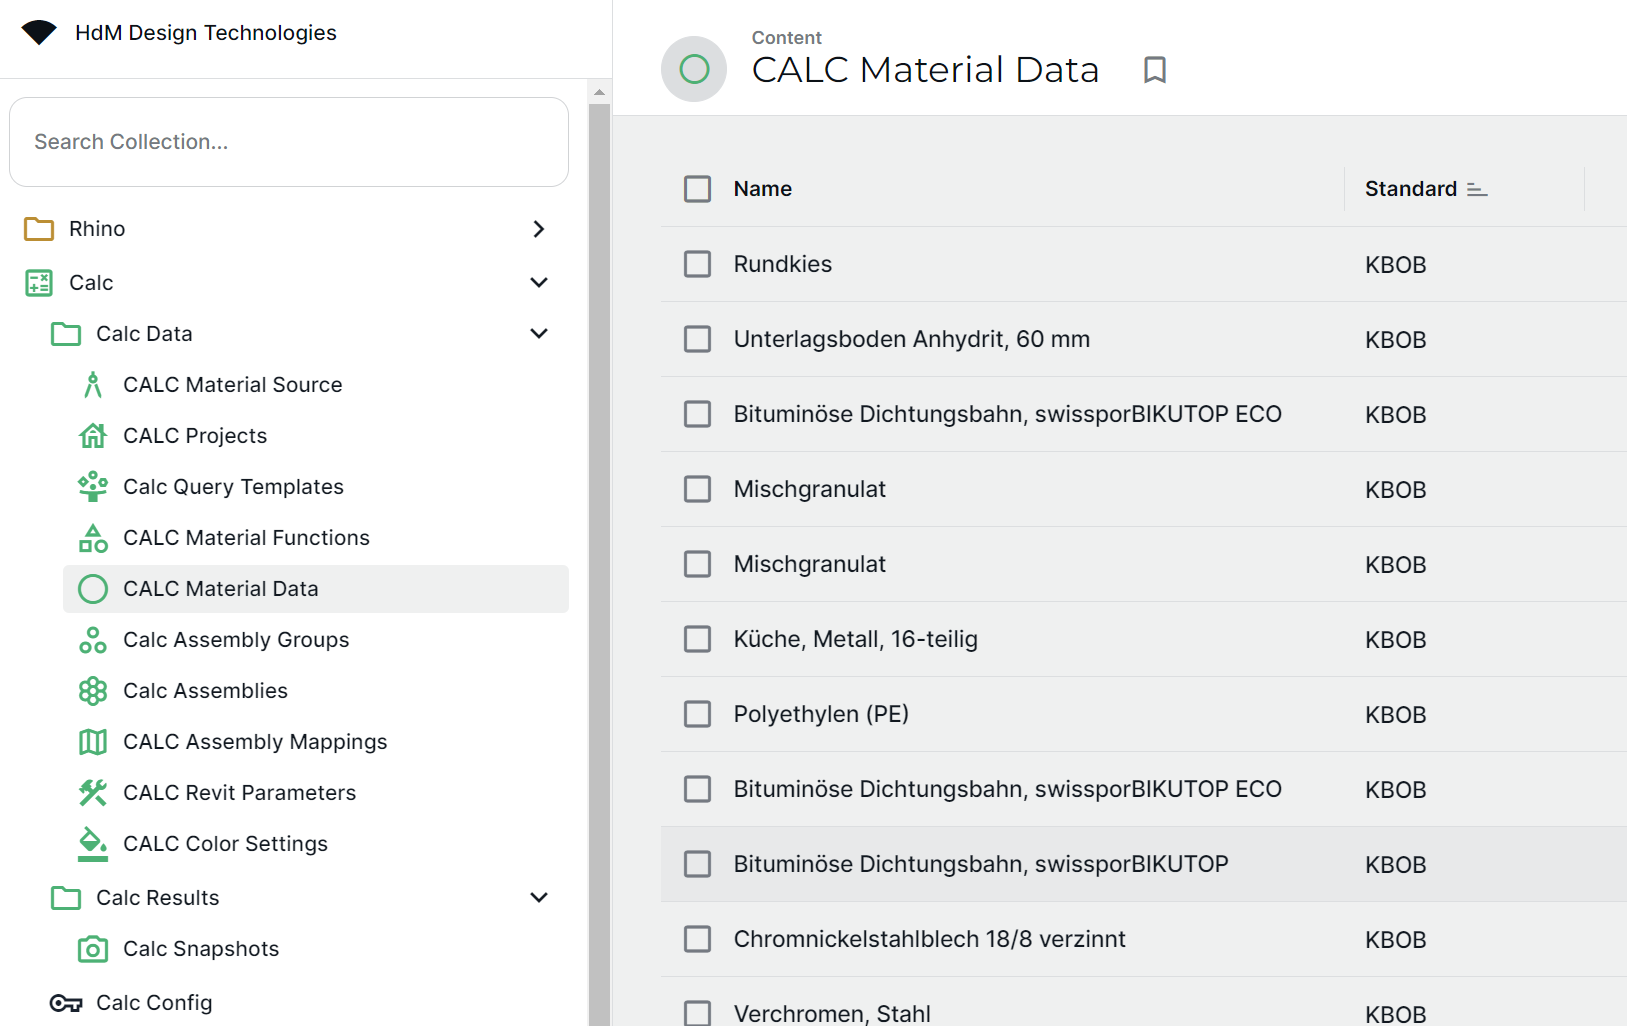 HdM Design Technologies
Search Collection...
Rhino
Calc
Calc Data
CALC Material Source
CALC Projects
Calc Query Templates
CALC Material Functions
CALC Material Data
Calc Assembly Groups
Calc Assemblies
CALC Assembly Mappings
CALC Revit Parameters
CALC Color Settings
Calc Results
Calc Snapshots
Calc Config
Content
CALC Material Data
Name Standard
Rundkies KBOB
Unterlagsboden Anhydrit, 60 mm KBOB
Bituminöse Dichtungsbahn, swissporBIKUTOP ECO KBOB
Mischgranulat KBOB
Mischgranulat KBOB
Küche, Metall, 16-teilig KBOB
Polyethylen (PE) KBOB
Bituminöse Dichtungsbahn, swissporBIKUTOP ECO KBOB
Bituminöse Dichtungsbahn, swissporBIKUTOP KBOB
Chromnickelstahlblech 18/8 verzinnt KBOB
Verchromen, Stahl KBOB